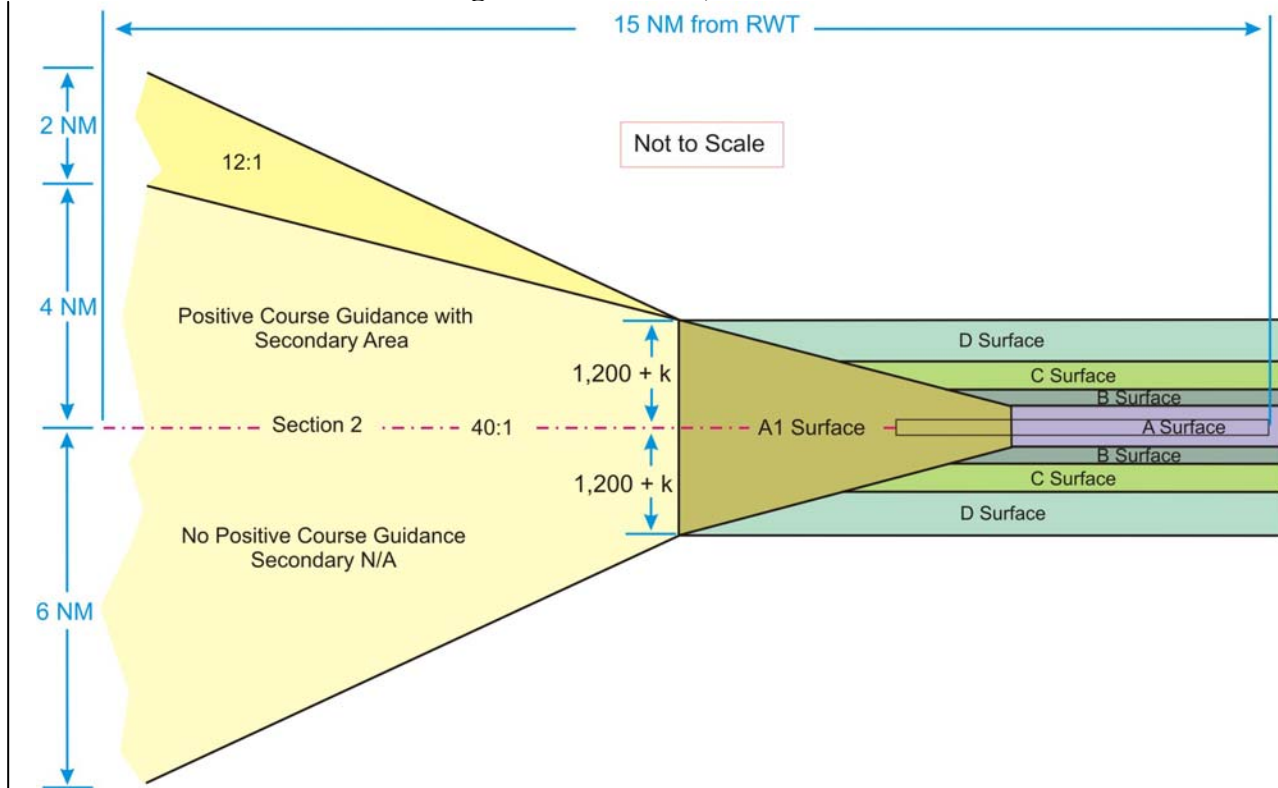 15 NM from RWT
2 NM
Not to Scale
12:1
4 NM
Positive Course Guidance with
Secondary Area
1,200 + k
D Surface
C Surface
B Surface
Section 2
40:1
A1 Surface
A Surface
B Surface
1,200 + k
C Surface
D Surface
No Positive Course Guidance
Secondary N/A
6 NM